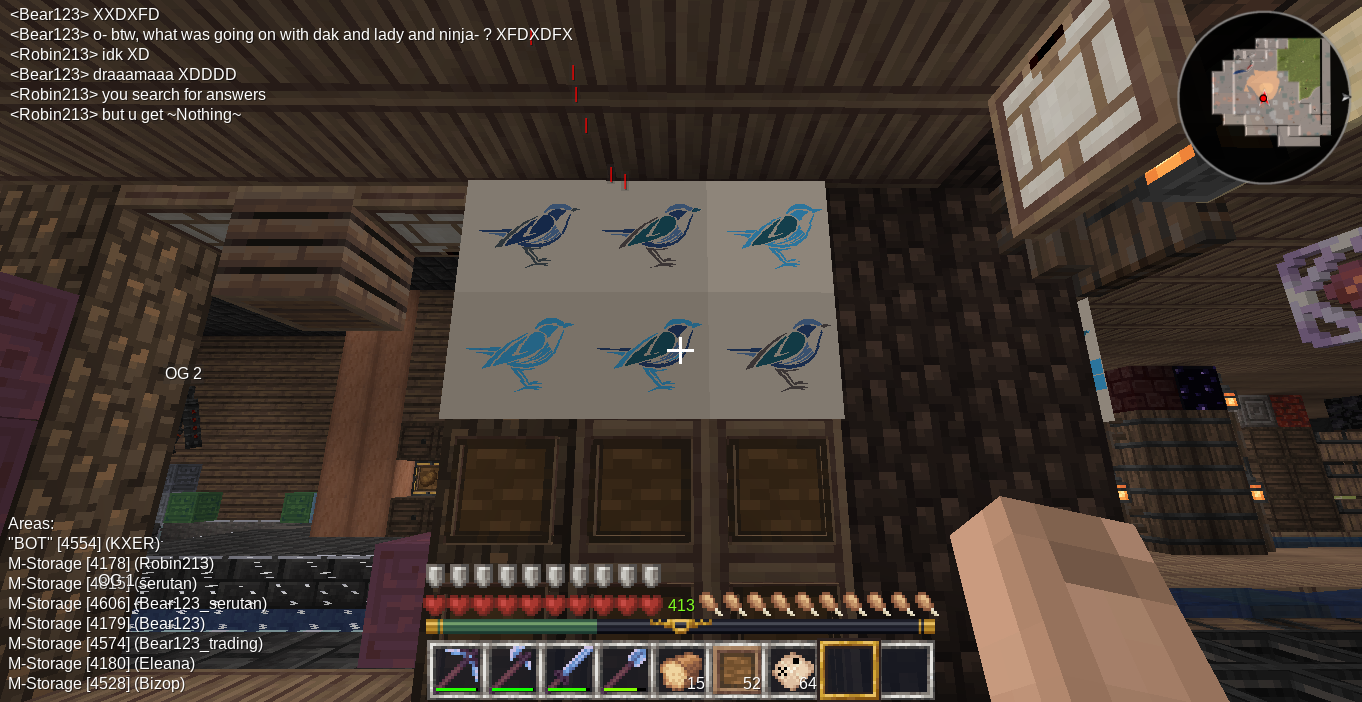 <Bear123> XXDXFD
<Bear123> o- btw, what was going on with dak and lady and ninja- ? XFDXDFX
<Robin213> idk XD
<Bear123> draaamaaa XDDDD
<Robin213> you search for answers
<Robin213> but u get ~Nothing~
OG 2
Areas:
"BOT" [4554] (KXER)
M-Storage [4178] (Robin213)
OG 1
M-Storage (serutan)
M-Storage [4606] (Bear123_serutan)
M-Storage [4179] (Bear123)
M-Storage [4574] (Bear123_trading)
M-Storage [4180] (Eleana)
M-Storage [4528] (Bizop)
413
15
52
64